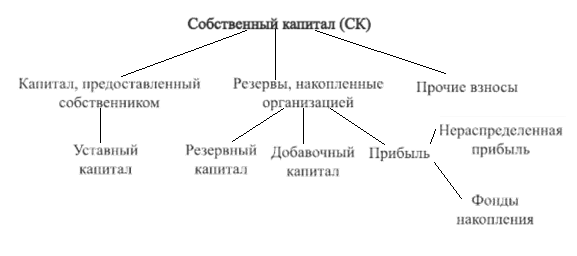 Собственный капитал (СК)
Капитал, предоставленный
собственником
Резервы, накопленные
организацией
Прочие взносы
Уставный
капитал
Резервный
капитал
Добавочный
капитал
Прибыль
Нераспределенная
прибыль
Фонды
накопления